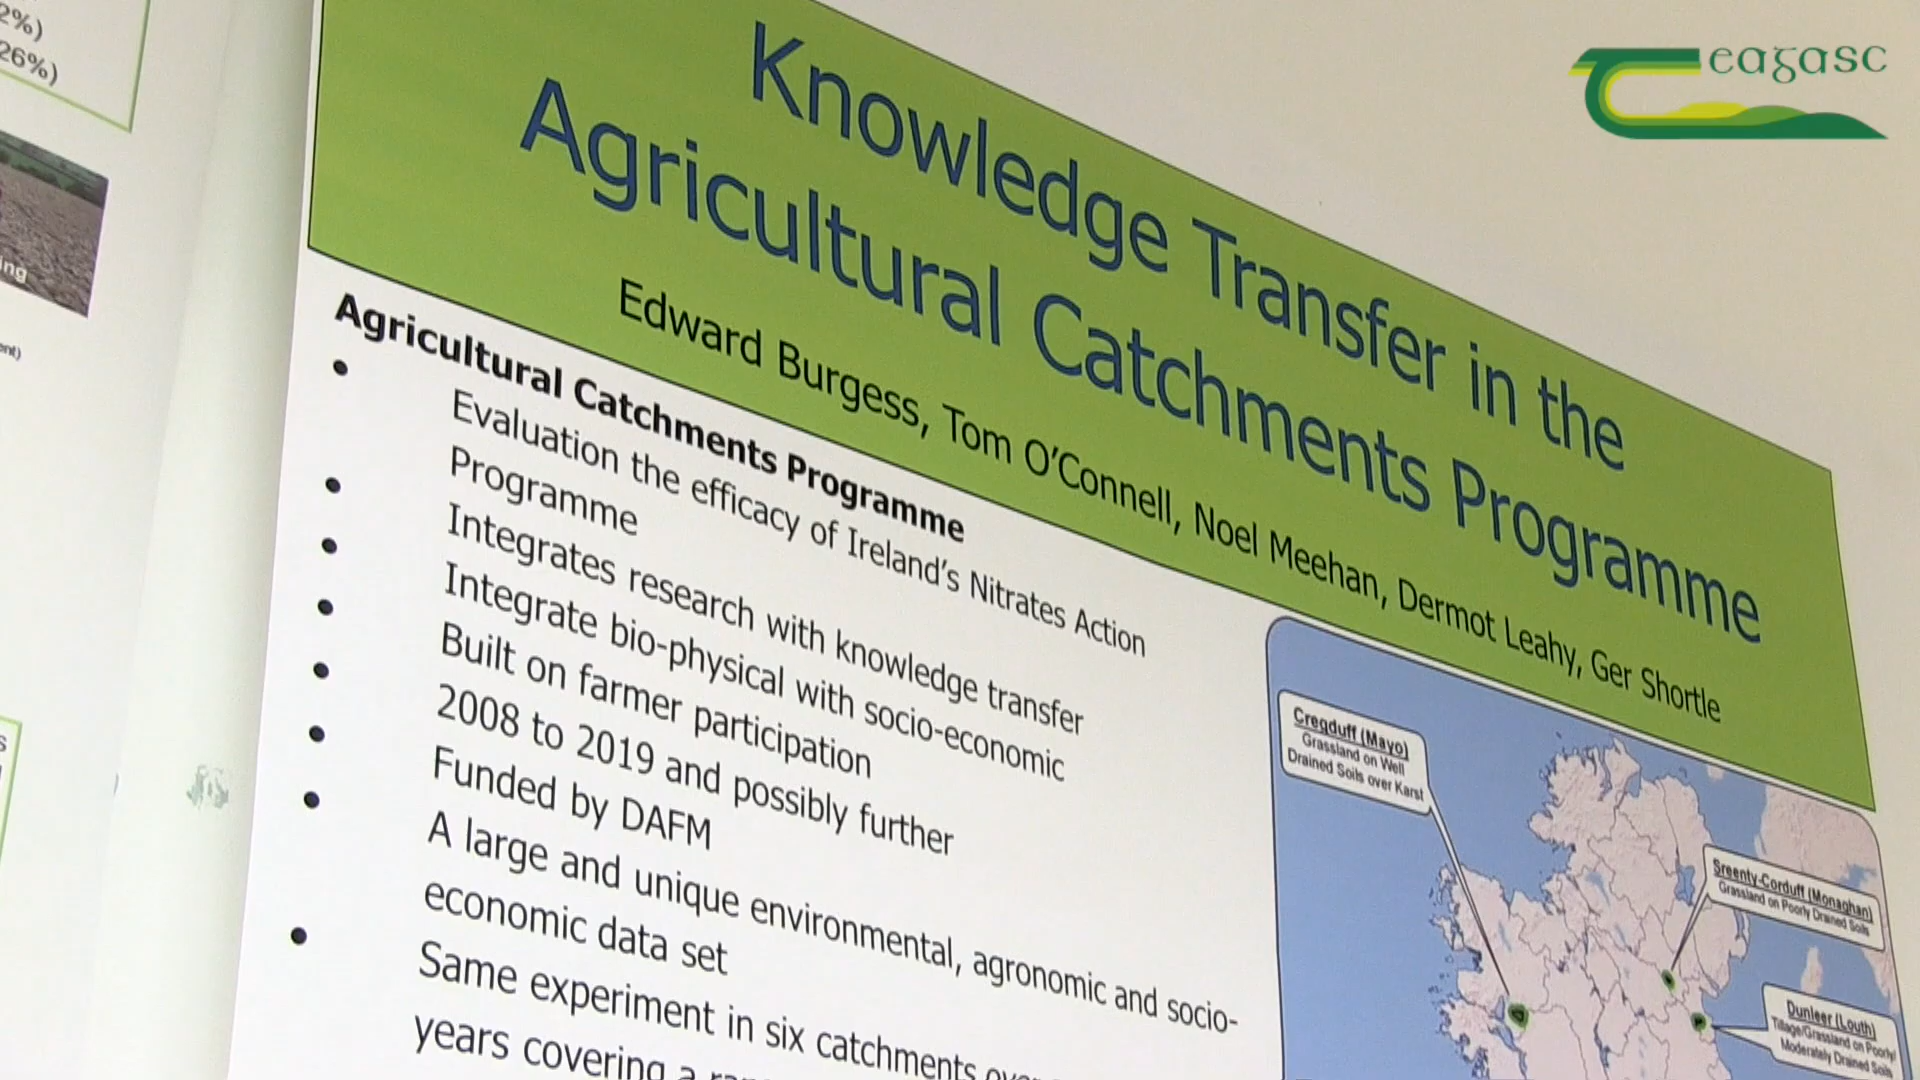 2%)
26%)
ing
eagasc
Knowledge Transfer in the
Agricultural Catchments Programme
Edward Burgess, Tom O'Connell, Noel Meehan, Dermot Leahy, Ger Shortle
Agricultural Catchments Programme
• Evaluation the efficacy of Ireland's Nitrates Action
Programme
• Integrates research with knowledge transfer
• Integrate bio-physical with socio-economic
• Built on farmer participation
• 2008 to 2019 and possibly further
• Funded by DAFM
• A large and unique environmental, agronomic and socio-
economic data set
• Same experiment in six catchments
years covering a
Cregduff (Mayo)
Grassland on Well
Drained Soils over Karst
Sreenty-Corduff (Monaghan)
Grassland on Poorly Drained Soils
Dunleer (Louth)
Tillage/Grassland on Poorly/
Moderately Drained Soils